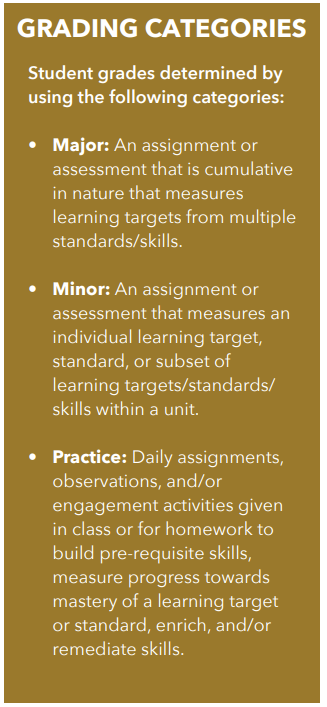 GRADING CATEGORIES
Student grades determined by
using the following categories:
• Major: An assignment or
assessment that is cumulative
in nature that measures
learning targets from multiple
standards/skills.
• Minor: An assignment or
assessment that measures an
individual learning target,
standard, or subset of
learning targets/standards/
skills within a unit.
• Practice: Daily assignments,
observations, and/or
engagement activities given
in class or for homework to
build pre-requisite skills,
measure progress towards
mastery of a learning target
or standard, enrich, and/or
remediate skills.